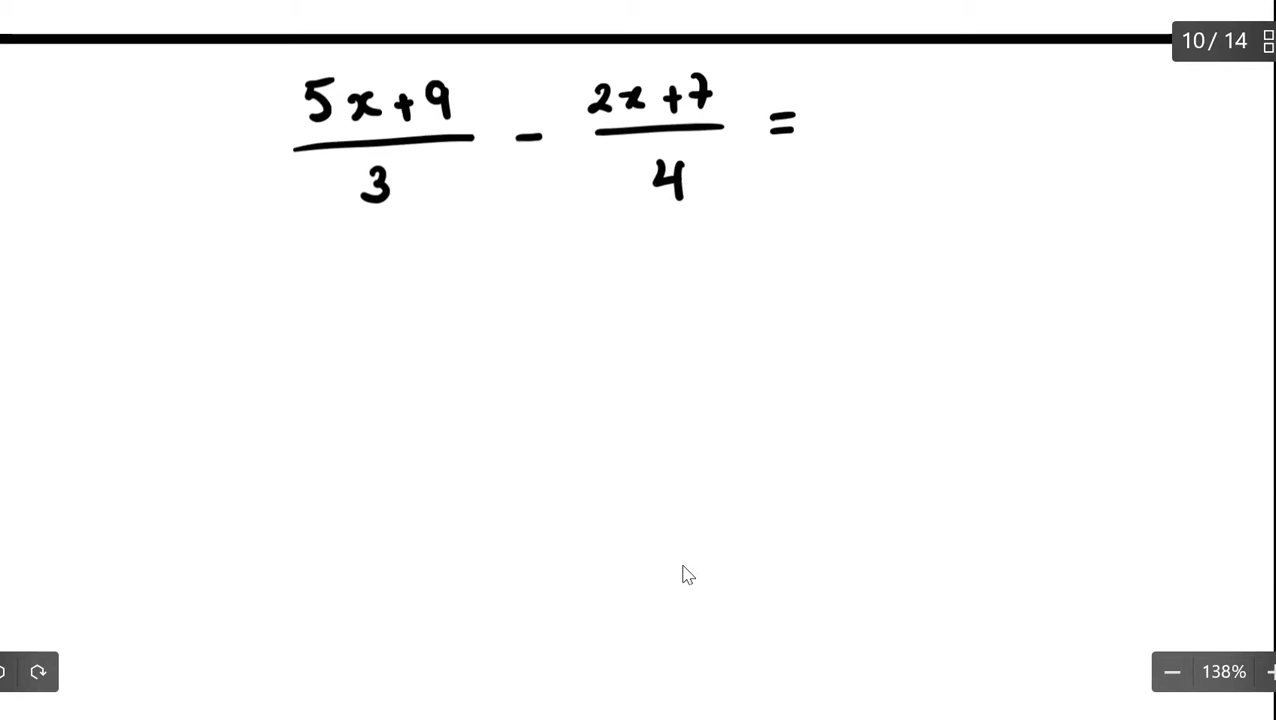 10 / 14
5x+9 / 3 - 2x+7 / 4 =
138%